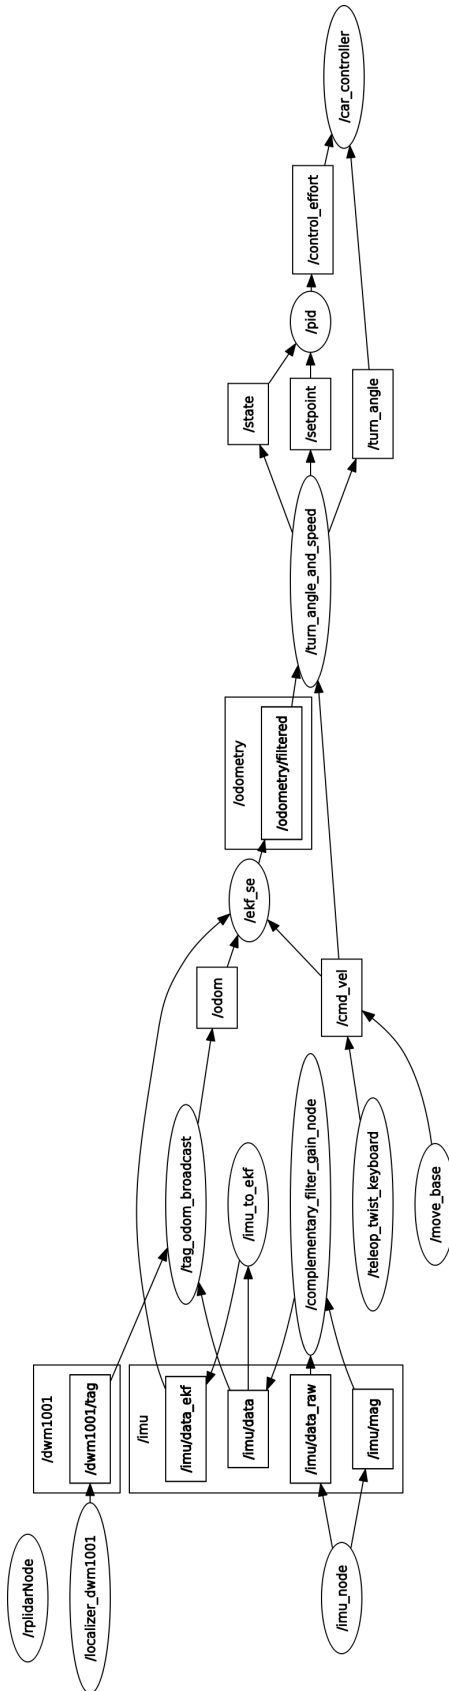 /rplidarNode
/localizer_dwm1001
/imu_node
/dwm1001
/dwm1001/tag
/imu
/imu/data_ekf
/imu/data
/imu/data_raw
/imu/mag
/tag_odom_broadcast
/imu_to_ekf
/complementary_filter_gain_node
/teleop_twist_keyboard
/move_base
/odom
/cmd_vel
/ekf_se
/odometry
/odometry/filtered
/turn_angle_and_speed
/state
/setpoint
/turn_angle
/pid
/control_effort
/car_controller